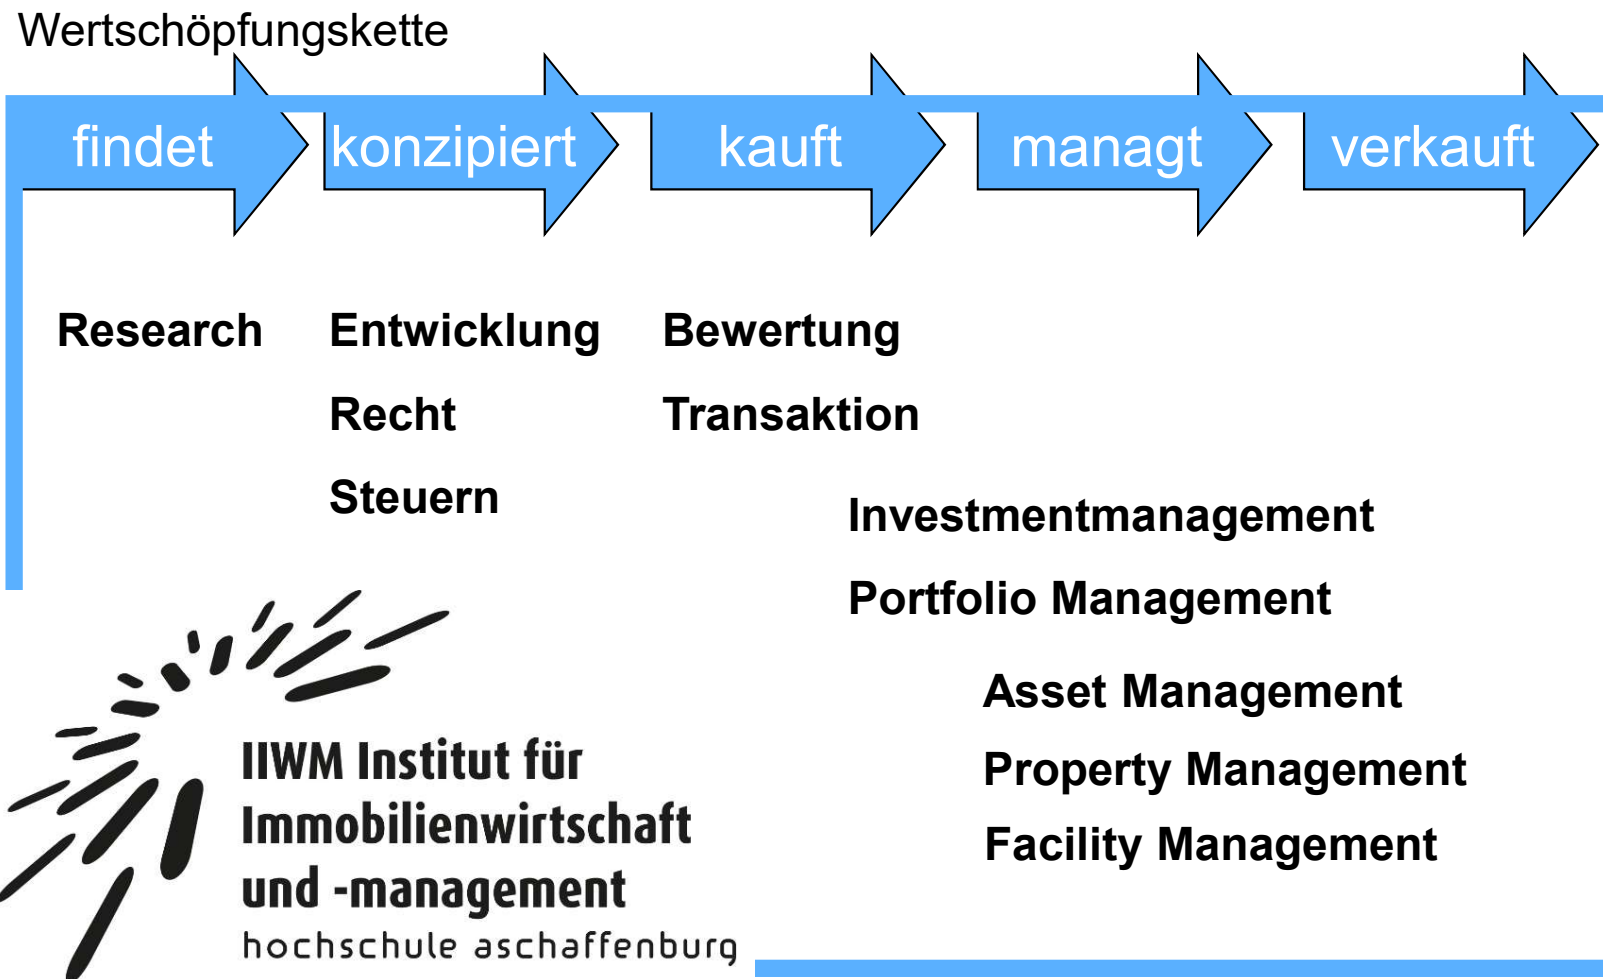 Wertschöpfungskette
findet konzipiert kauft managt verkauft
Research Entwicklung Bewertung
Recht Transaktion
Steuern
Investmentmanagement
Portfolio Management
Asset Management
Property Management
Facility Management
IIWM Institut für
Immobilienwirtschaft
und -management
hochschule aschaffenburg